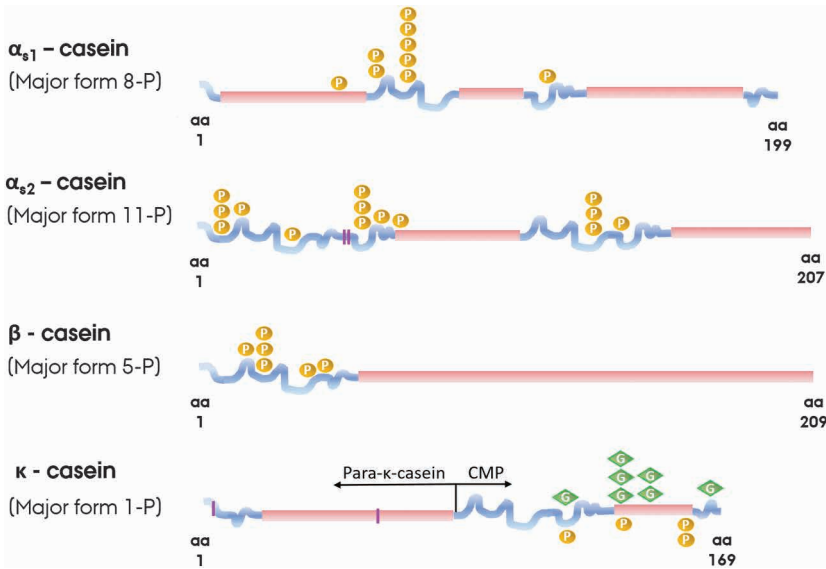 αs1 – casein
(Major form 8-P)
P
P
P P
P P
P P P
aa
1
aa
199
αs2 – casein
(Major form 11-P)
P P P P
P P P P P P
P P P P
aa
1
aa
207
β - casein
(Major form 5-P)
P
P P
P P P
aa
1
aa
209
κ - casein
(Major form 1-P)
Para-κ-casein
CMP
G
G G
G G G G
P P P
P
aa
1
aa
169